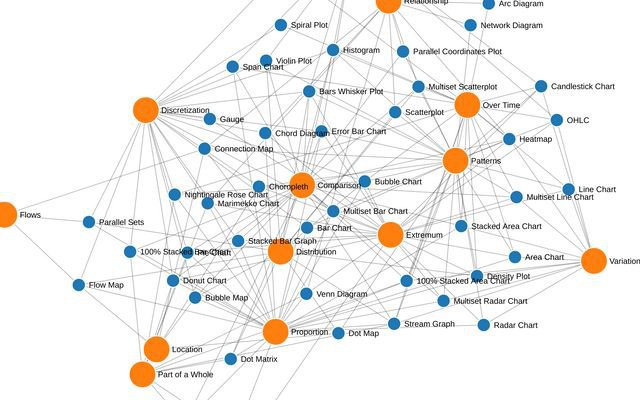 Relationship
Arc Diagram
Spiral Plot
Network Diagram
Histogram
Parallel Coordinates Plot
Violin Plot
Span Chart
Multiset Scatterplot
Candlestick Chart
Bars Whisker Plot
Over Time
Discretization
Scatterplot
Gauge
OHLC
Chord Diagram
Error Bar Chart
Heatmap
Connection Map
Patterns
Bubble Chart
Choropleth
Comparison
Line Chart
Nightingale Rose Chart
Multiset Line Chart
Marimekko Chart
Multiset Bar Chart
Flows
Parallel Sets
Bar Chart
Stacked Area Chart
Extremum
Stacked Bar Graph
100% Stacked Bar Chart
Pie Chart
Distribution
Area Chart
Variation
Density Plot
Donut Chart
100% Stacked Area Chart
Flow Map
Bubble Map
Venn Diagram
Multiset Radar Chart
Stream Graph
Radar Chart
Proportion
Dot Map
Location
Dot Matrix
Part of a Whole